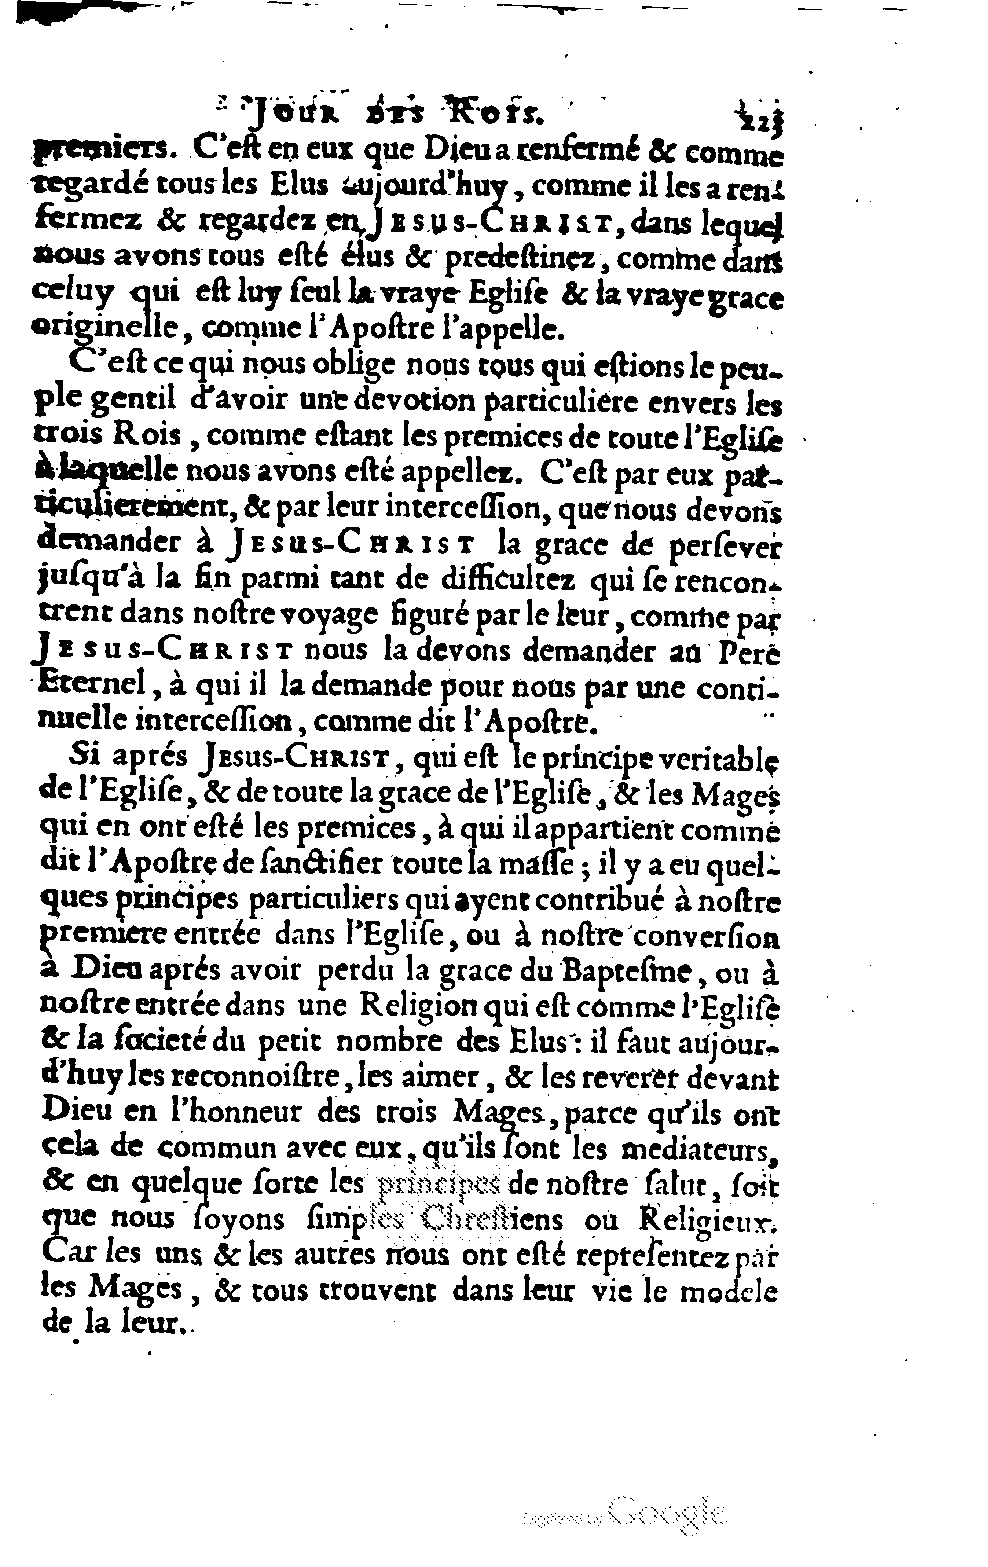 JOUR DES ROIS. 223
premiers. C'eſt en eux que Dieu a renfermé & comme
regardé tous les Elus aujourd'huy, comme il les a ren-
fermez & regardez en JESUS-CHRIST, dans lequel
nous avons tous eſté élus & predeſtinez, comme dans
celuy qui eſt luy ſeul la vraye Egliſe & la vraye grace
originelle, comme l'Apoſtre l'appelle.
C'eſt ce qui nous oblige nous tous qui eſtions le peu-
ple gentil d'avoir une devotion particuliere envers les
trois Rois, comme eſtant les premices de toute l'Egliſe
à laquelle nous avons eſté appellez. C'eſt par eux par-
ticulierement, & par leur interceſſion, que nous devons
demander à JESUS-CHRIST la grace de perſever
juſqu'à la fin parmi tant de difficultez qui ſe rencon-
trent dans noſtre voyage figuré par le leur, comme par
JESUS-CHRIST nous la devons demander au Pere
Eternel, à qui il la demande pour nous par une conti-
nuelle interceſſion, comme dit l'Apoſtre.
Si aprés JESUS-CHRIST, qui eſt le principe veritable
de l'Egliſe, & de toute la grace de l'Egliſe, & les Mages
qui en ont eſté les premices, à qui il appartient comme
dit l'Apoſtre de ſanctifier toute la maſſe; il y a eu quel-
ques principes particuliers qui ayent contribué à noſtre
premiere entrée dans l'Egliſe, ou à noſtre converſion
à Dieu aprés avoir perdu la grace du Bapteſme, ou à
noſtre entrée dans une Religion qui eſt comme l'Egliſe
& la ſocieté du petit nombre des Elus: il faut aujour-
d'huy les reconnoiſtre, les aimer, & les reverer devant
Dieu en l'honneur des trois Mages, parce qu'ils ont
cela de commun avec eux, qu'ils ſont les mediateurs,
& en quelque ſorte les principes de noſtre ſalut, ſoit
que nous ſoyons ſimples Chreſtiens ou Religieux.
Car les uns & les autres nous ont eſté repreſentez par
les Mages, & tous trouvent dans leur vie le modele
de la leur.
Digitized by Google